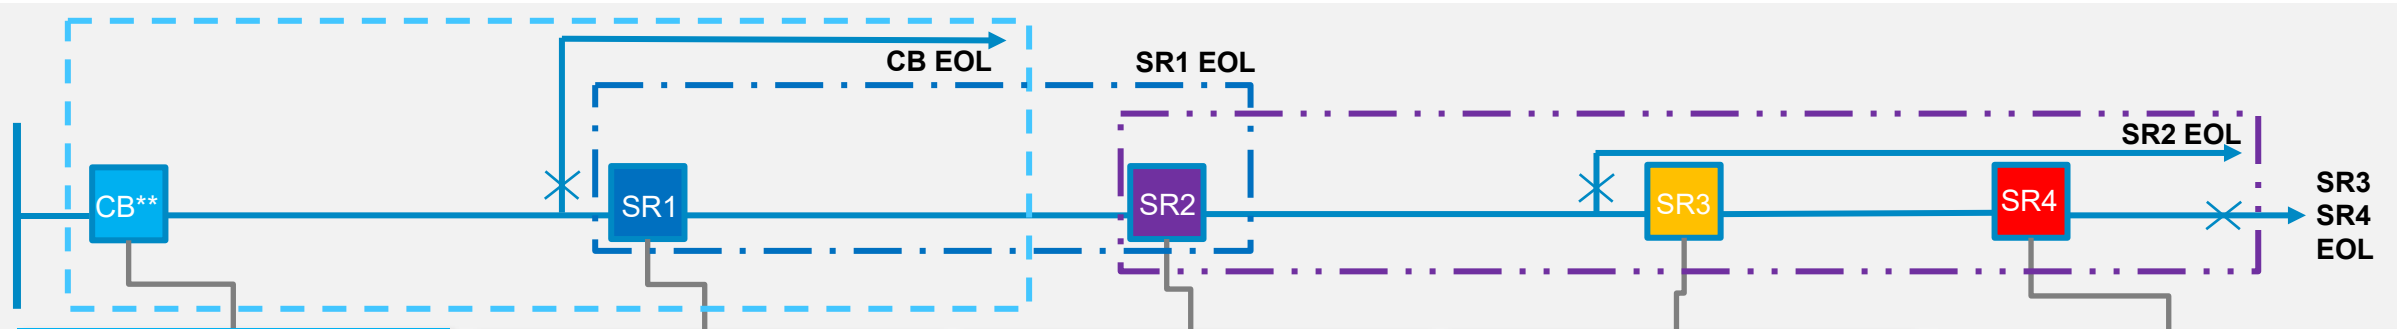 CB EOL
SR1 EOL
SR2 EOL
CB**
SR1
SR2
SR3
SR4
SR3
SR4
EOL